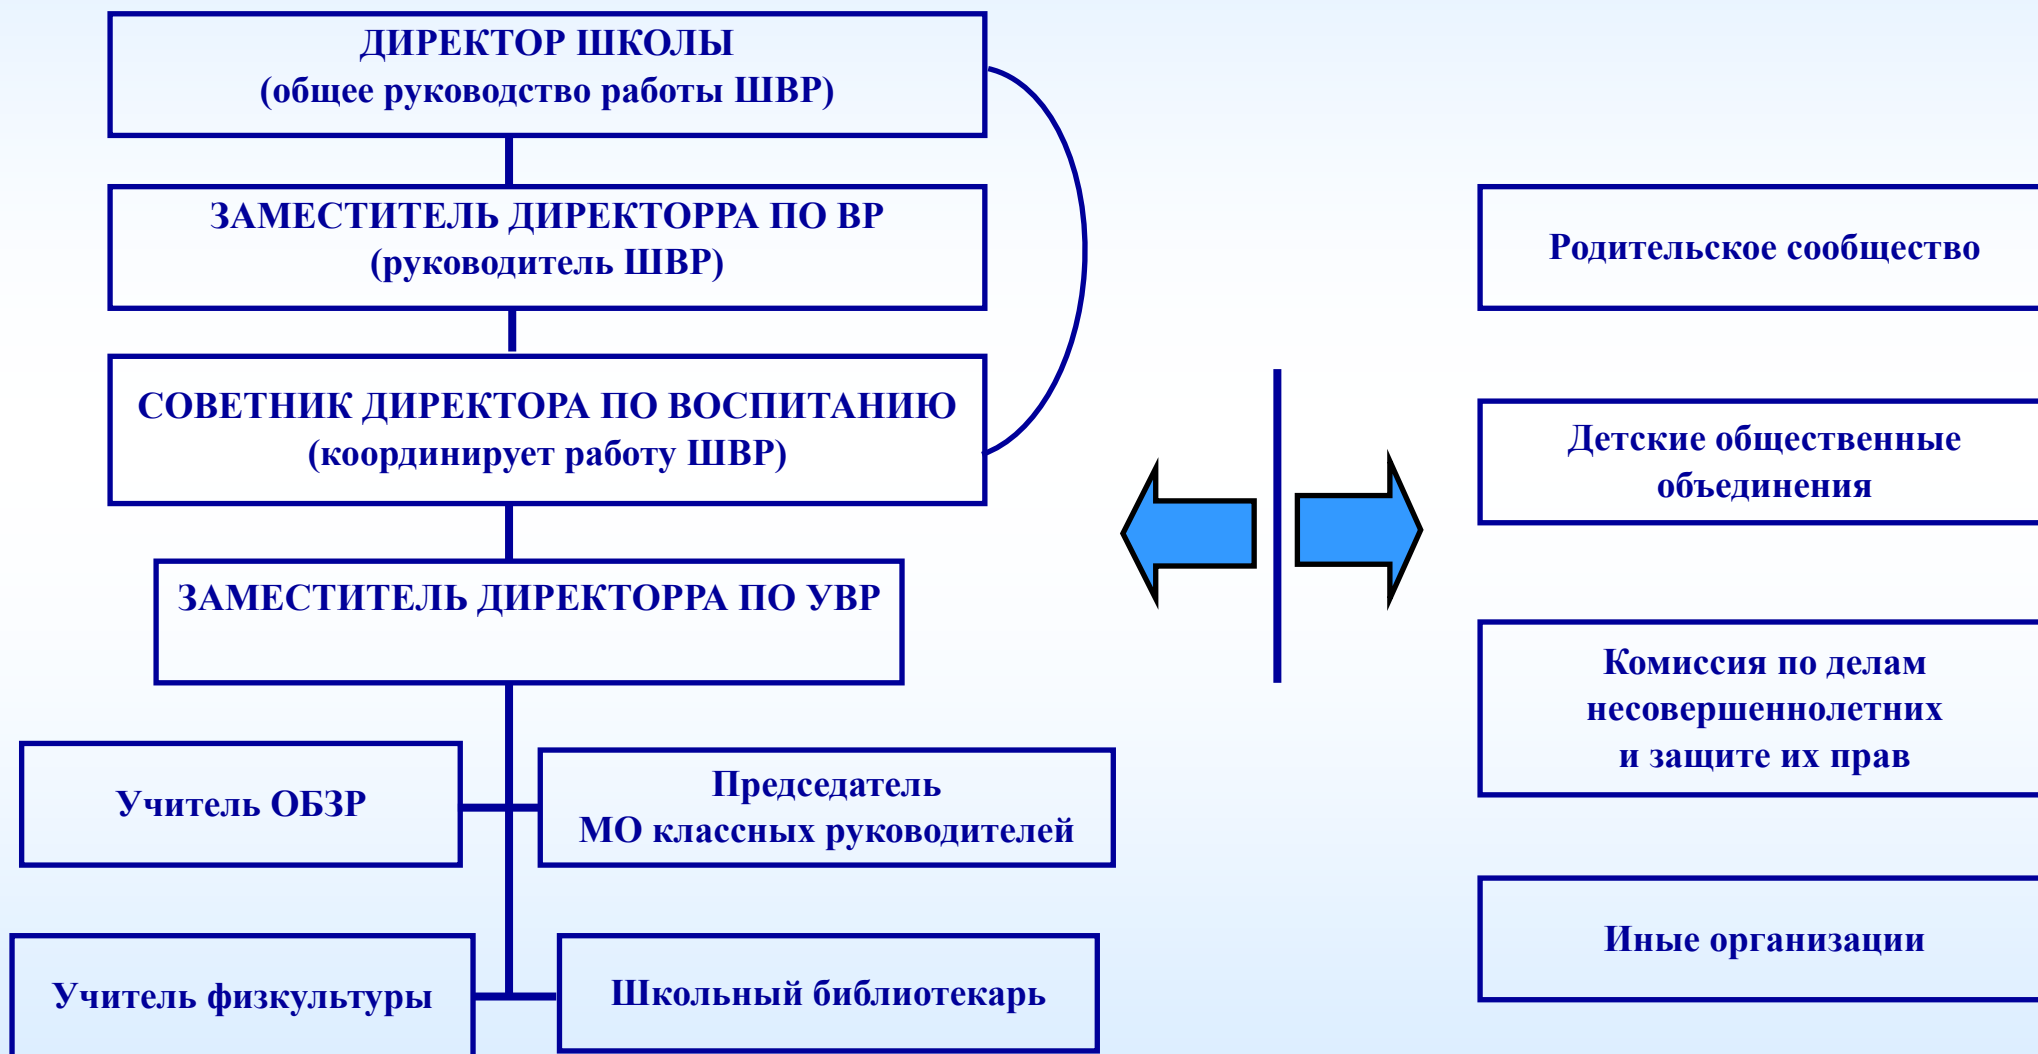 ДИРЕКТОР ШКОЛЫ
(общее руководство работы ШВР)
ЗАМЕСТИТЕЛЬ ДИРЕКТОРРА ПО ВР
(руководитель ШВР)
СОВЕТНИК ДИРЕКТОРА ПО ВОСПИТАНИЮ
(координирует работу ШВР)
ЗАМЕСТИТЕЛЬ ДИРЕКТОРРА ПО УВР
Учитель ОБЗР
Председатель
МО классных руководителей
Учитель физкультуры
Школьный библиотекарь
Родительское сообщество
Детские общественные
объединения
Комиссия по делам
несовершеннолетних
и защите их прав
Иные организации